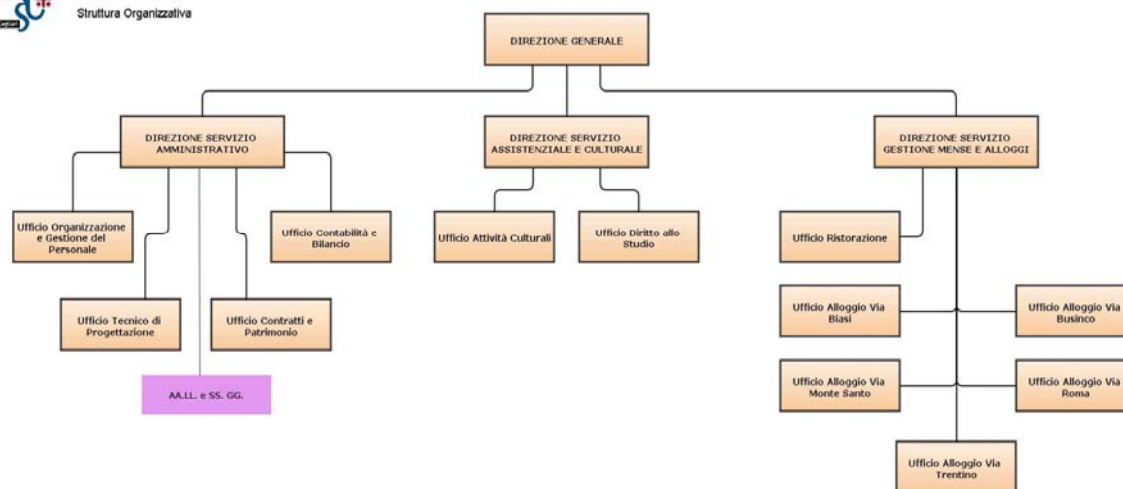 Cagliari
Struttura Organizzativa
DIREZIONE GENERALE
DIREZIONE SERVIZIO
AMMINISTRATIVO
DIREZIONE SERVIZIO
ASSISTENZIALE E CULTURALE
DIREZIONE SERVIZIO
GESTIONE MENSE E ALLOGGI
Ufficio Organizzazione
e Gestione del
Personale
Ufficio Contabilità e
Bilancio
Ufficio Attività Culturali
Ufficio Diritto allo
Studio
Ufficio Ristorazione
Ufficio Tecnico di
Progettazione
Ufficio Contratti e
Patrimonio
Ufficio Alloggio Via
Biasi
Ufficio Alloggio Via
Businco
AA.LL. e SS. GG.
Ufficio Alloggio Via
Monte Santo
Ufficio Alloggio Via
Roma
Ufficio Alloggio Via
Trentino